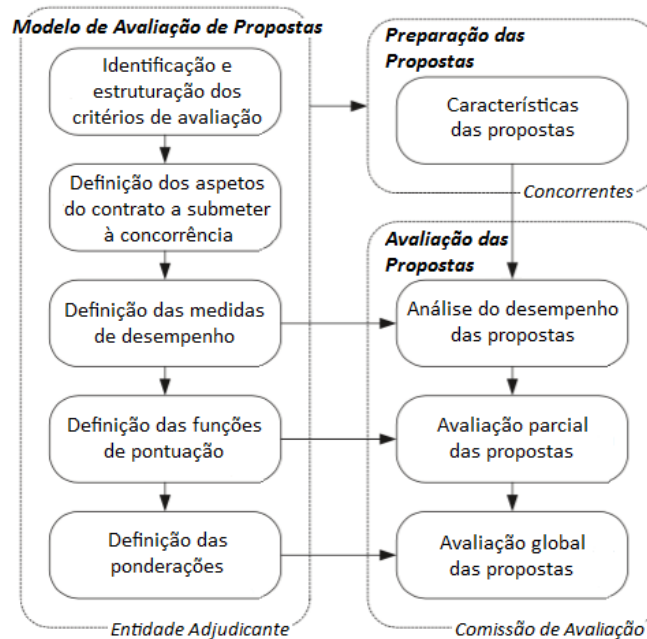 Modelo de Avaliação de Propostas
Identificação e
estruturação dos
critérios de avaliação
Definição dos aspetos
do contrato a submeter
à concorrência
Definição das medidas
de desempenho
Definição das funções
de pontuação
Definição das
ponderações
Entidade Adjudicante
Preparação das
Propostas
Características
das propostas
Concorrentes
Avaliação das
Propostas
Análise do desempenho
das propostas
Avaliação parcial
das propostas
Avaliação global
das propostas
Comissão de Avaliação